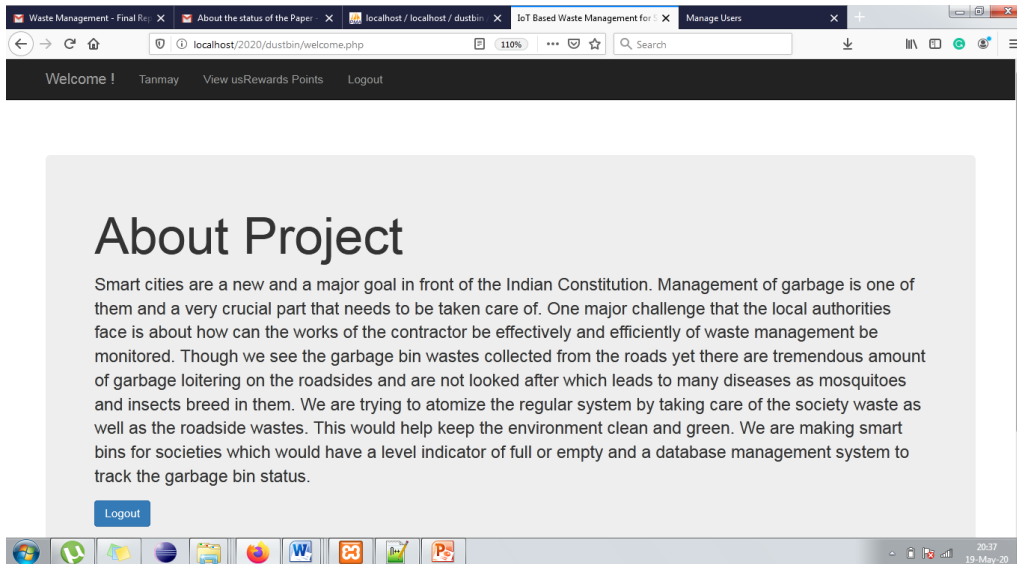 Waste Management - Final Rep
About the status of the Paper -
localhost / localhost / dustbin /
IoT Based Waste Management for S
Manage Users
localhost/2020/dustbin/welcome.php
110%
Search
Welcome !
Tanmay
View usRewards Points
Logout
About Project
Smart cities are a new and a major goal in front of the Indian Constitution. Management of garbage is one of
them and a very crucial part that needs to be taken care of. One major challenge that the local authorities
face is about how can the works of the contractor be effectively and efficiently of waste management be
monitored. Though we see the garbage bin wastes collected from the roads yet there are tremendous amount
of garbage loitering on the roadsides and are not looked after which leads to many diseases as mosquitoes
and insects breed in them. We are trying to atomize the regular system by taking care of the society waste as
well as the roadside wastes. This would help keep the environment clean and green. We are making smart
bins for societies which would have a level indicator of full or empty and a database management system to
track the garbage bin status.
Logout
20:37
19-May-20